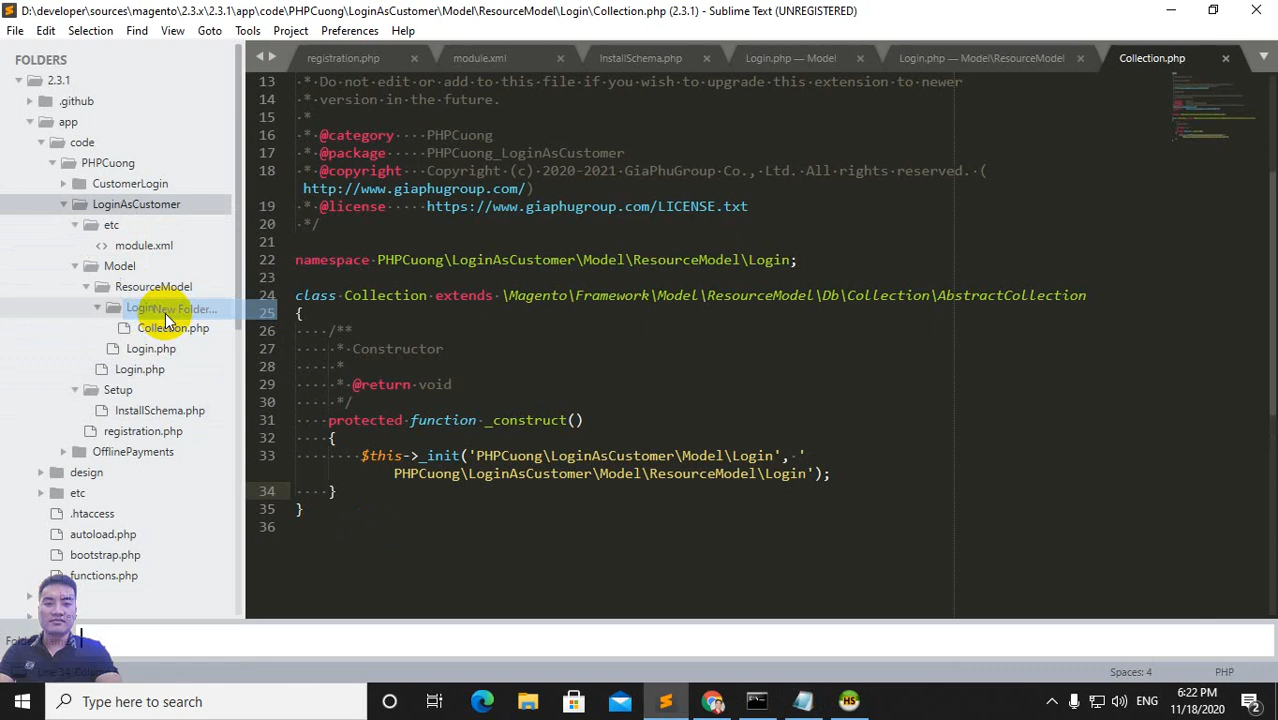 D:\developer\sources\magento\2.3.x\2.3.1\app\code\PHPCuong\LoginAsCustomer\Model\ResourceModel\Login\Collection.php (2.3.1) - Sublime Text (UNREGISTERED)
File Edit Selection Find View Goto Tools Project Preferences Help
FOLDERS
2.3.1
.github
app
code
PHPCuong
CustomerLogin
LoginAsCustomer
etc
<> module.xml
Model
ResourceModel
Login
New Folder...
Collection.php
Login.php
Login.php
Setup
InstallSchema.php
registration.php
OfflinePayments
design
etc
.htaccess
autoload.php
bootstrap.php
functions.php
registration.php × module.xml × InstallSchema.php × Login.php — Model × Login.php — Model\ResourceModel × Collection.php ×
13 * Do not edit or add to this file if you wish to upgrade this extension to newer
14 * version in the future.
15 *
16 * @category····PHPCuong
17 * @package·····PHPCuong_LoginAsCustomer
18 * @copyright···Copyright (c) 2020-2021 GiaPhuGroup Co., Ltd. All rights reserved. (
http://www.giaphugroup.com/)
19 * @license·····https://www.giaphugroup.com/LICENSE.txt
20 */
21
22 namespace PHPCuong\LoginAsCustomer\Model\ResourceModel\Login;
23
24 class Collection extends \Magento\Framework\Model\ResourceModel\Db\Collection\AbstractCollection
25 {
26 ····/**
27 ···· * Constructor
28 ···· *
29 ···· * @return void
30 ···· */
31 ····protected function _construct()
32 ····{
33 ········$this->_init('PHPCuong\LoginAsCustomer\Model\Login', '
PHPCuong\LoginAsCustomer\Model\ResourceModel\Login');
34 ····}
35 }
36
Spaces: 4 PHP
Type here to search
ENG
6:22 PM
11/18/2020
2